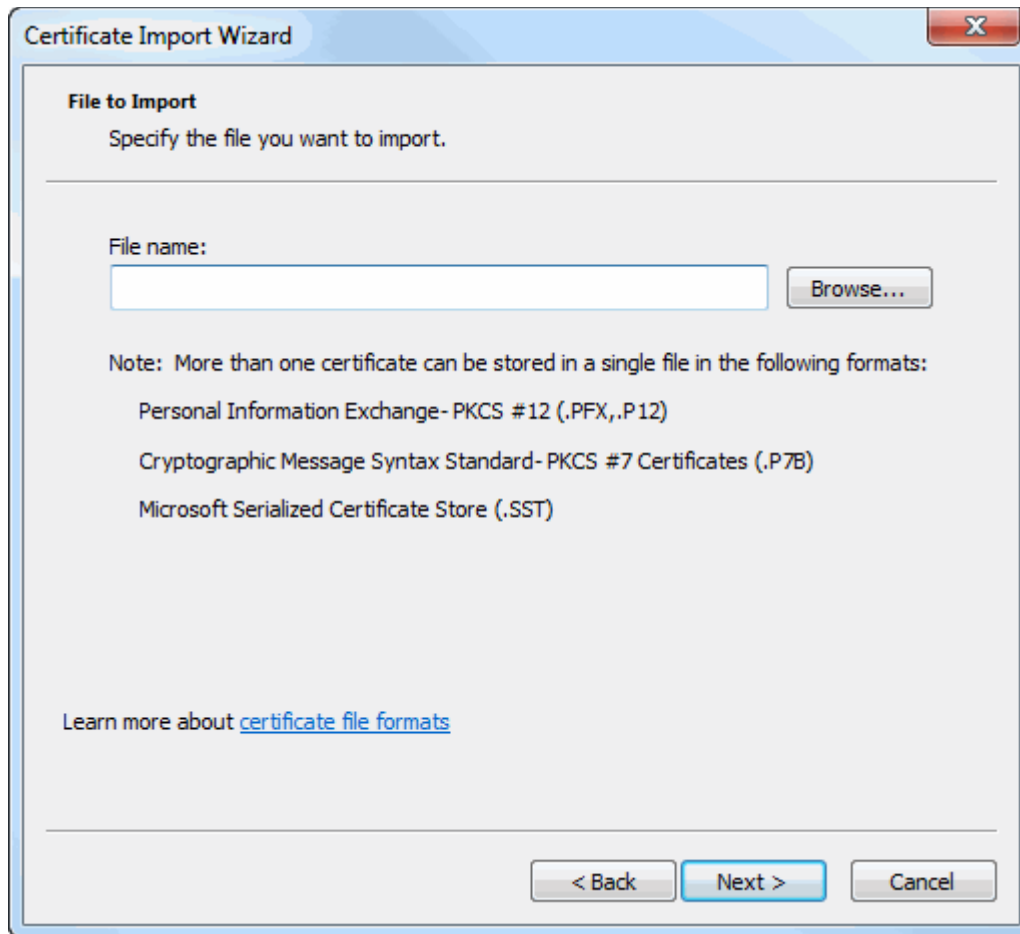 Certificate Import Wizard
X
File to Import
Specify the file you want to import.
File name:
Browse...
Note:  More than one certificate can be stored in a single file in the following formats:
Personal Information Exchange- PKCS #12 (.PFX,.P12)
Cryptographic Message Syntax Standard- PKCS #7 Certificates (.P7B)
Microsoft Serialized Certificate Store (.SST)
Learn more about certificate file formats
< Back Next > Cancel